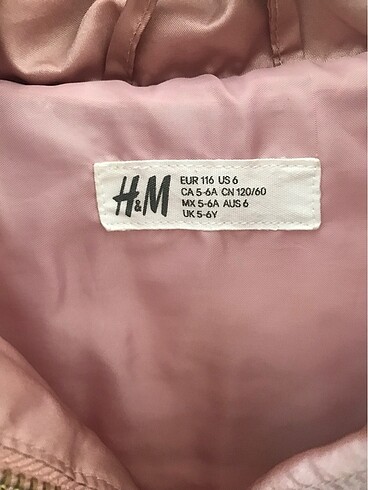 H&M
EUR 116 US 6
CA 5-6A CN 120/60
MX 5-6A AUS 6
UK 5-6Y